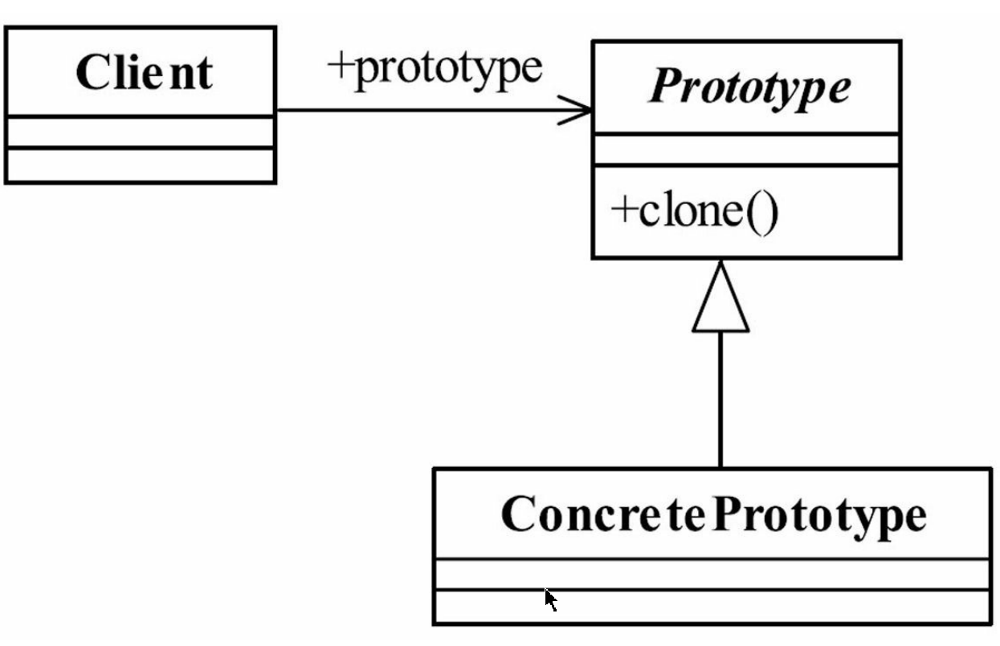 Client
+prototype
Prototype
+clone()
ConcretePrototype